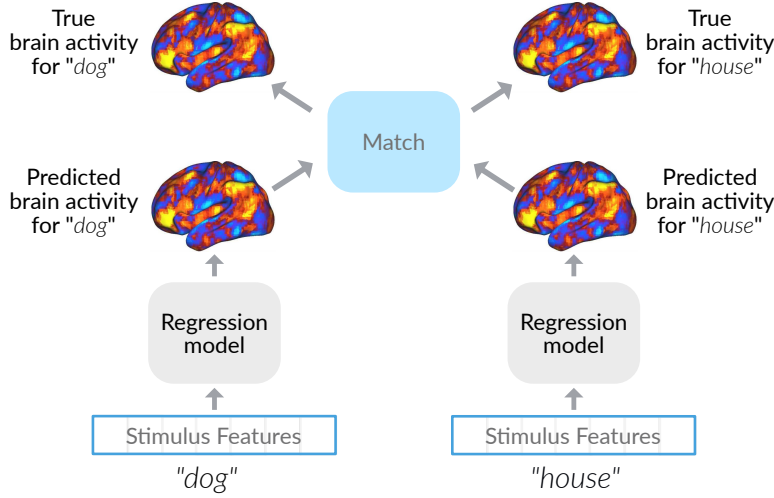 True
brain activity
for "dog"
True
brain activity
for "house"
Match
Predicted
brain activity
for "dog"
Predicted
brain activity
for "house"
Regression
model
Regression
model
Stimulus Features
Stimulus Features
"dog"
"house"